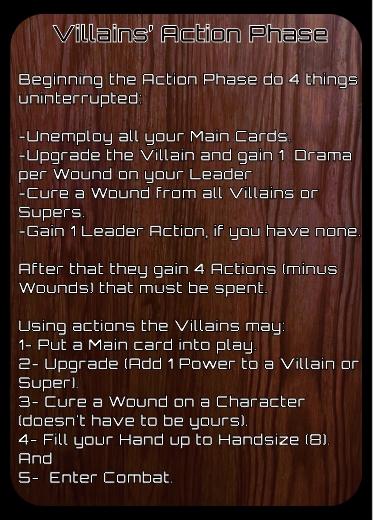 Villains' Action Phase
Beginning the Action Phase do 4 things
uninterrupted:
-Unemploy all your Main Cards.
-Upgrade the Villain and gain 1 Drama
per Wound on your Leader
-Cure a Wound from all Villains or
Supers.
-Gain 1 Leader Action, if you have none.
After that they gain 4 Actions (minus
Wounds) that must be spent.
Using actions the Villains may:
1- Put a Main card into play.
2- Upgrade (Add 1 Power to a Villain or
Super).
3- Cure a Wound on a Character
(doesn't have to be yours).
4- Fill your Hand up to Handsize (8).
And
5- Enter Combat.